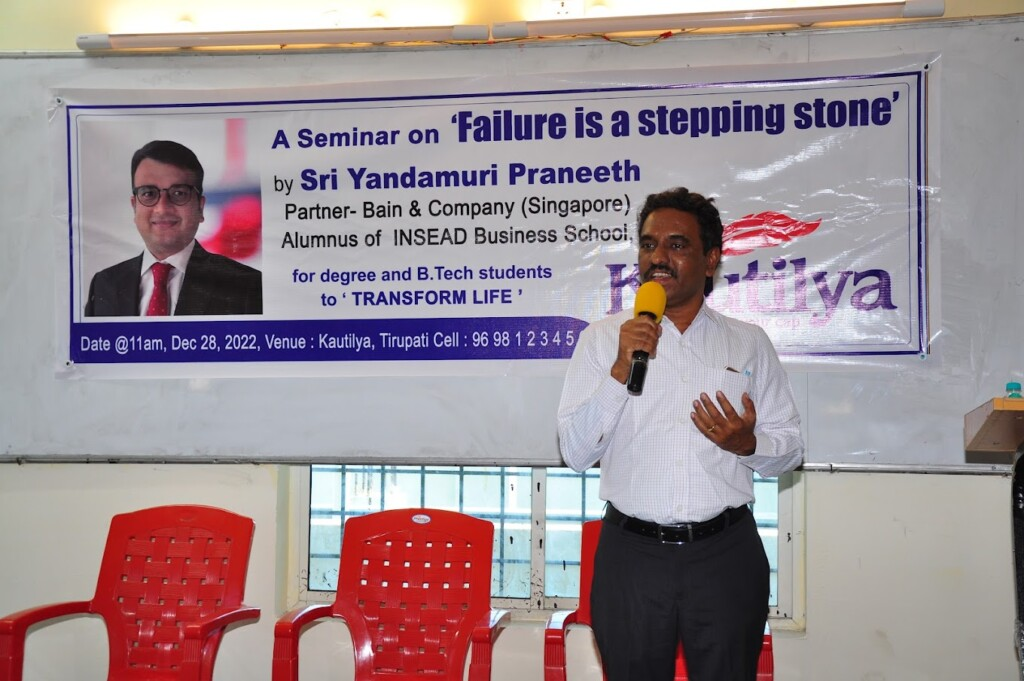 A Seminar on 'Failure is a stepping stone'
by Sri Yandamuri Praneeth
Partner- Bain & Company (Singapore)
Alumnus of INSEAD Business School,
for degree and B.Tech students
to ' TRANSFORM LIFE '
Kautilya
Date @11am, Dec 28, 2022, Venue : Kautilya, Tirupati Cell : 96 98 1 2 3 4 5